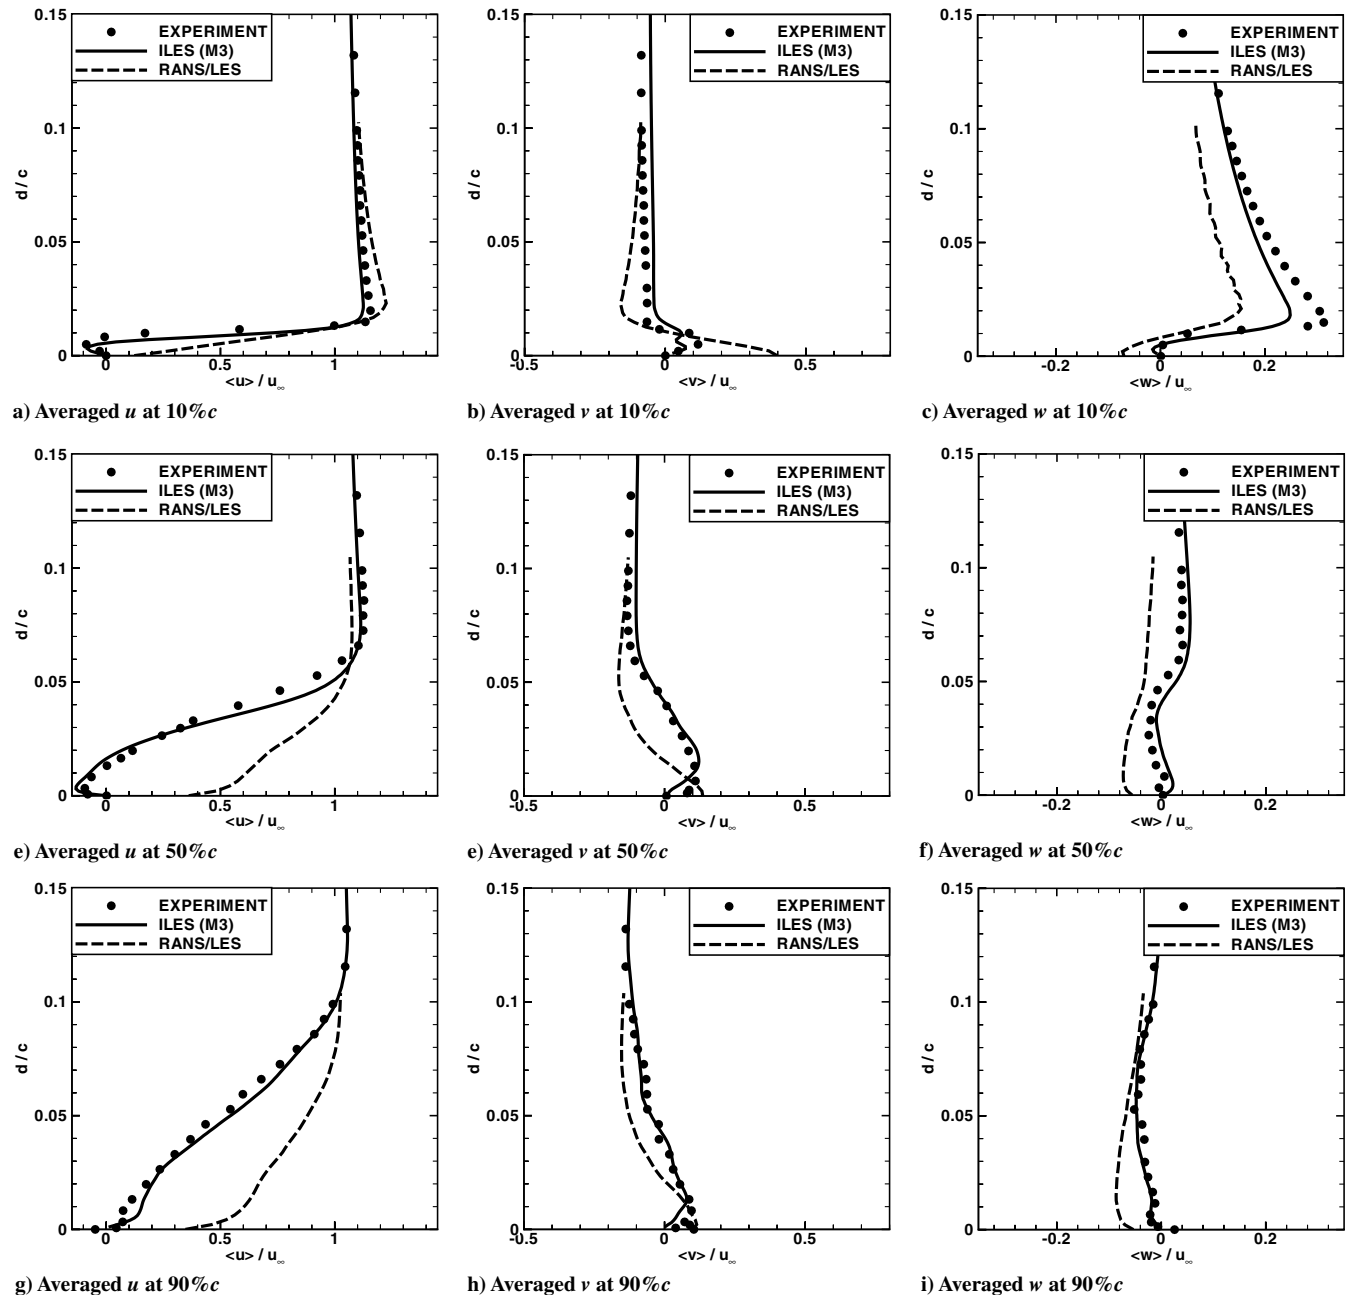 0.15
EXPERIMENT
ILES (M3)
RANS/LES
0.1
d / c
0.05
0
0 0.5 1
<u> / u∞
a) Averaged u at 10%c
0.15
EXPERIMENT
ILES (M3)
RANS/LES
0.1
d / c
0.05
0
-0.5 0 0.5
<v> / u∞
b) Averaged v at 10%c
0.15
EXPERIMENT
ILES (M3)
RANS/LES
0.1
d / c
0.05
0
-0.2 0 0.2
<w> / u∞
c) Averaged w at 10%c
0.15
EXPERIMENT
ILES (M3)
RANS/LES
0.1
d / c
0.05
0
0 0.5 1
<u> / u∞
e) Averaged u at 50%c
0.15
EXPERIMENT
ILES (M3)
RANS/LES
0.1
d / c
0.05
0
-0.5 0 0.5
<v> / u∞
e) Averaged v at 50%c
0.15
EXPERIMENT
ILES (M3)
RANS/LES
0.1
d / c
0.05
0
-0.2 0 0.2
<w> / u∞
f) Averaged w at 50%c
0.15
EXPERIMENT
ILES (M3)
RANS/LES
0.1
d / c
0.05
0
0 0.5 1
<u> / u∞
g) Averaged u at 90%c
0.15
EXPERIMENT
ILES (M3)
RANS/LES
0.1
d / c
0.05
0
-0.5 0 0.5
<v> / u∞
h) Averaged v at 90%c
0.15
EXPERIMENT
ILES (M3)
RANS/LES
0.1
d / c
0.05
0
-0.2 0 0.2
<w> / u∞
i) Averaged w at 90%c